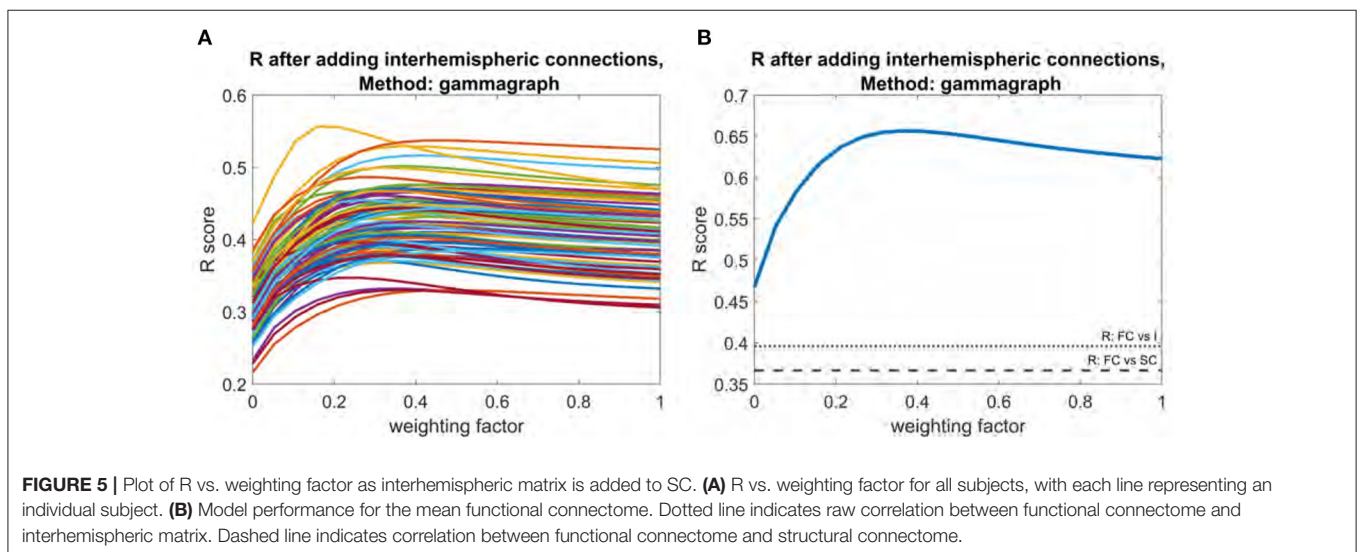 A
R after adding interhemispheric connections,
Method: gammagraph
0.6
0.5
0.4
0.3
0.2
R score
0
0.2
0.4
0.6
0.8
1
weighting factor
B
R after adding interhemispheric connections,
Method: gammagraph
0.7
0.65
0.6
0.55
0.5
0.45
0.4
0.35
R score
R: FC vs I
R: FC vs SC
0
0.2
0.4
0.6
0.8
1
weighting factor
FIGURE 5 | Plot of R vs. weighting factor as interhemispheric matrix is added to SC. (A) R vs. weighting factor for all subjects, with each line representing an
individual subject. (B) Model performance for the mean functional connectome. Dotted line indicates raw correlation between functional connectome and
interhemispheric matrix. Dashed line indicates correlation between functional connectome and structural connectome.